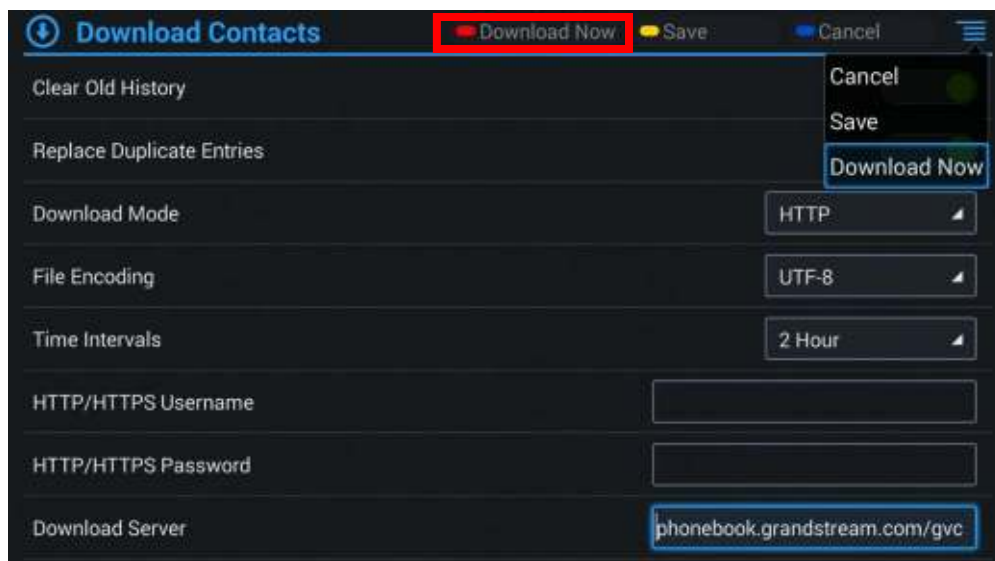 Download Contacts
Download Now
Save
Cancel
Cancel
Save
Download Now
Clear Old History
Replace Duplicate Entries
Download Mode
HTTP
File Encoding
UTF-8
Time Intervals
2 Hour
HTTP/HTTPS Username
HTTP/HTTPS Password
Download Server
phonebook.grandstream.com/gvc